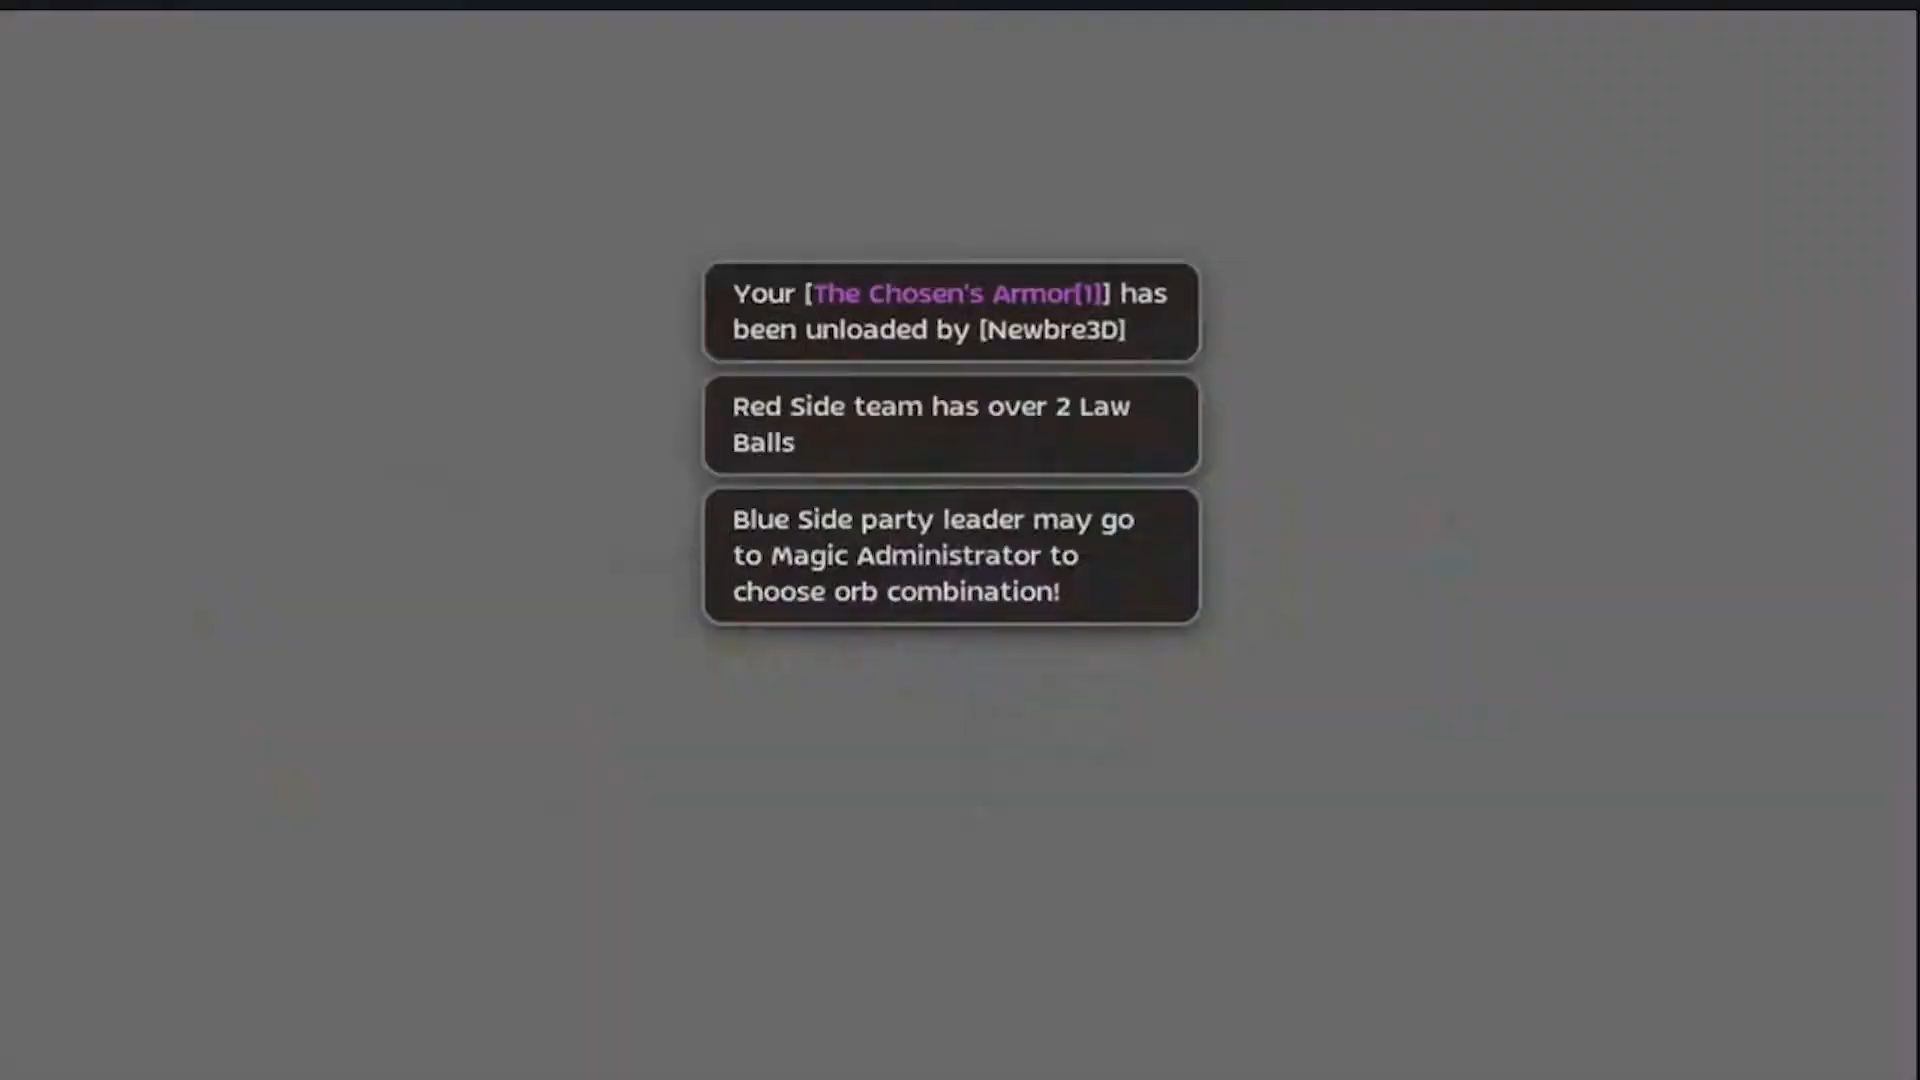 Your [The Chosen's Armor[1]] has
been unloaded by [Newbre3D]
Red Side team has over 2 Law
Balls
Blue Side party leader may go
to Magic Administrator to
choose orb combination!